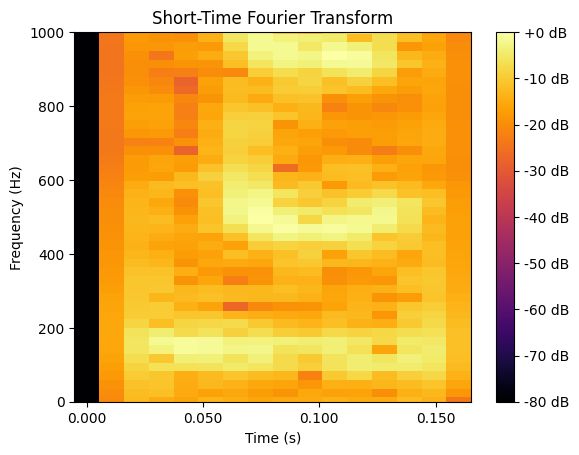 Short-Time Fourier Transform
1000
800
600
400
200
0
Frequency (Hz)
0.000
0.050
0.100
0.150
Time (s)
+0 dB
-10 dB
-20 dB
-30 dB
-40 dB
-50 dB
-60 dB
-70 dB
-80 dB